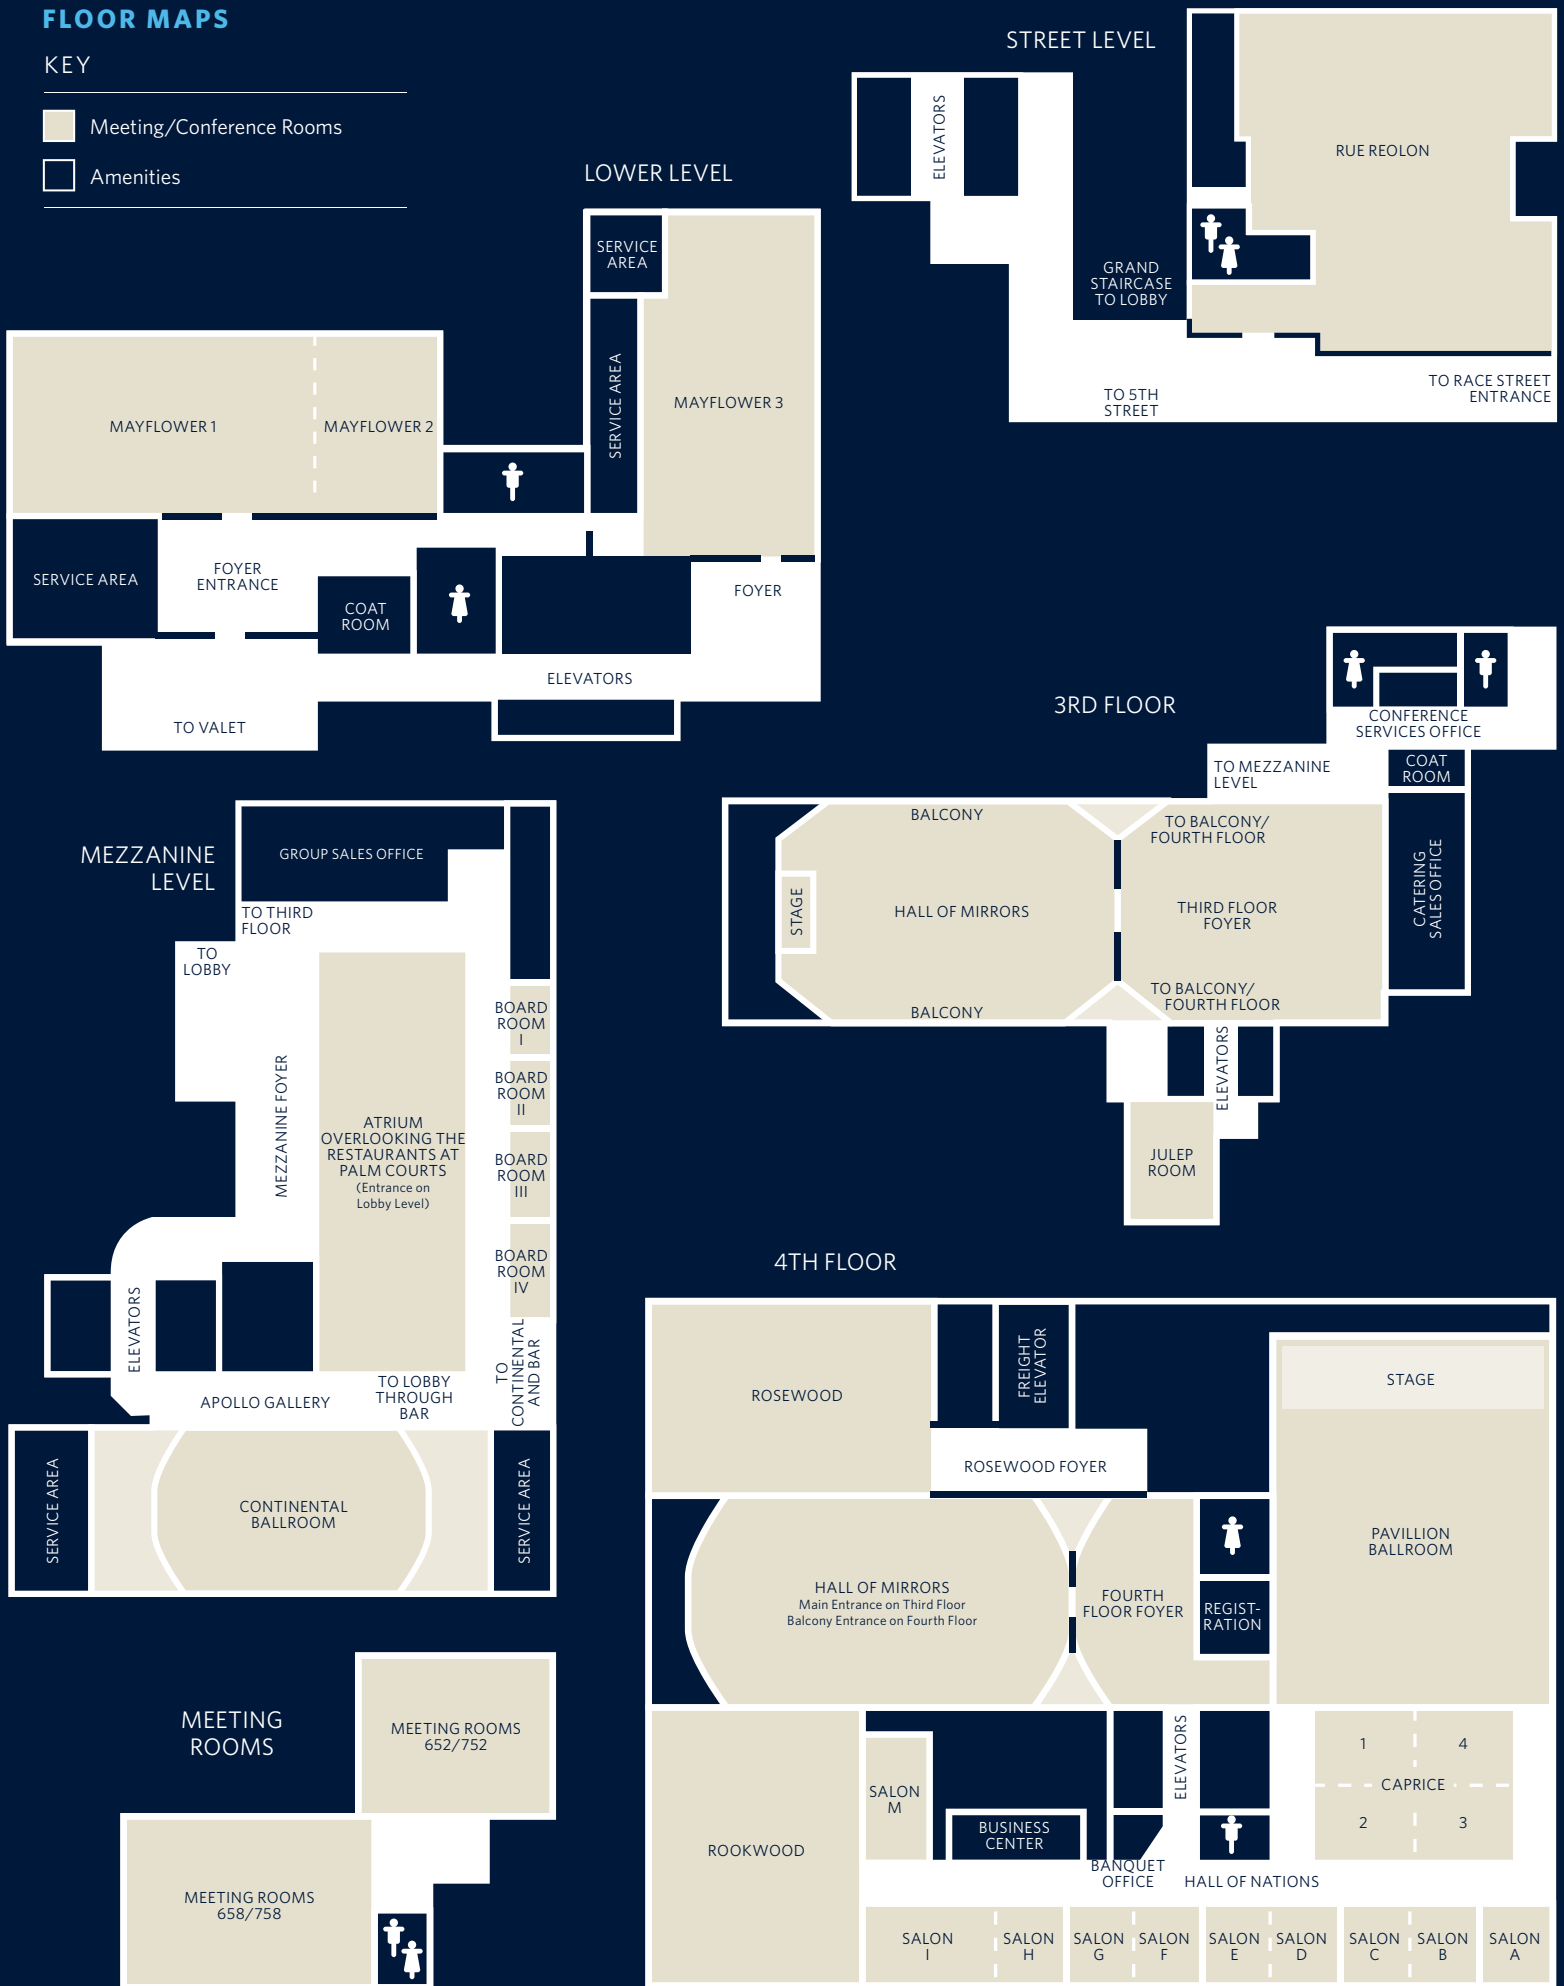 FLOOR MAPS
KEY
Meeting/Conference Rooms
Amenities
STREET LEVEL
ELEVATORS
RUE REOLON
GRAND
STAIRCASE
TO LOBBY
TO 5TH
STREET
TO RACE STREET
ENTRANCE
LOWER LEVEL
SERVICE
AREA
SERVICE AREA
MAYFLOWER 3
MAYFLOWER 1
MAYFLOWER 2
SERVICE AREA
FOYER
ENTRANCE
COAT
ROOM
FOYER
ELEVATORS
TO VALET
3RD FLOOR
CONFERENCE
SERVICES OFFICE
TO MEZZANINE
LEVEL
COAT
ROOM
BALCONY
TO BALCONY/
FOURTH FLOOR
STAGE
HALL OF MIRRORS
THIRD FLOOR
FOYER
CATERING
SALES OFFICE
BALCONY
TO BALCONY/
FOURTH FLOOR
ELEVATORS
JULEP
ROOM
MEZZANINE
LEVEL
GROUP SALES OFFICE
TO THIRD
FLOOR
TO
LOBBY
MEZZANINE FOYER
ATRIUM
OVERLOOKING THE
RESTAURANTS AT
PALM COURTS
(Entrance on
Lobby Level)
BOARD
ROOM
I
BOARD
ROOM
II
BOARD
ROOM
III
BOARD
ROOM
IV
ELEVATORS
APOLLO GALLERY
TO LOBBY
THROUGH
BAR
TO
CONTINENTAL
AND BAR
SERVICE AREA
CONTINENTAL
BALLROOM
SERVICE AREA
4TH FLOOR
ROSEWOOD
FREIGHT
ELEVATOR
ROSEWOOD FOYER
STAGE
PAVILLION
BALLROOM
HALL OF MIRRORS
Main Entrance on Third Floor
Balcony Entrance on Fourth Floor
FOURTH
FLOOR FOYER
REGIST-
RATION
ROOKWOOD
SALON
M
BUSINESS
CENTER
ELEVATORS
BANQUET
OFFICE
HALL OF NATIONS
1
4
CAPRICE
2
3
SALON
I
SALON
H
SALON
G
SALON
F
SALON
E
SALON
D
SALON
C
SALON
B
SALON
A
MEETING
ROOMS
MEETING ROOMS
652/752
MEETING ROOMS
658/758